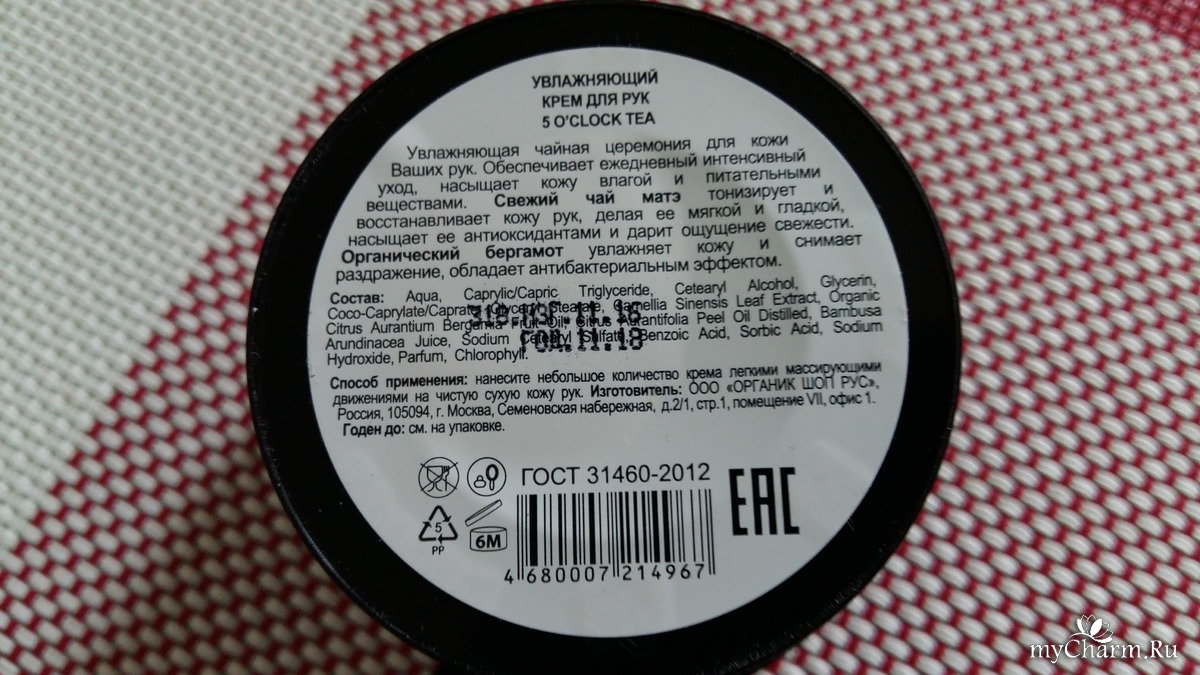 УВЛАЖНЯЮЩИЙ
КРЕМ ДЛЯ РУК
5 O'CLOCK TEA
Увлажняющая чайная церемония для кожи
Ваших рук. Обеспечивает ежедневный интенсивный
уход, насыщает кожу влагой и питательными
веществами. Свежий чай матэ тонизирует и
восстанавливает кожу рук, делая ее мягкой и гладкой,
насыщает ее антиоксидантами и дарит ощущение свежести.
Органический бергамот увлажняет кожу и снимает
раздражение, обладает антибактериальным эффектом.
Состав: Aqua, Caprylic/Capric Triglyceride, Cetearyl Alcohol, Glycerin,
Coco-Caprylate/Caprate, Glyceryl Stearate, Camellia Sinensis Leaf Extract, Organic
Citrus Aurantium Bergamia Fruit Oil, Citrus Aurantifolia Peel Oil Distilled, Bambusa
Arundinacea Juice, Sodium Cetearyl Sulfate, Benzoic Acid, Sorbic Acid, Sodium
Hydroxide, Parfum, Chlorophyll.
11.16
ГОД.11.18
Способ применения: нанесите небольшое количество крема легкими массирующими
движениями на чистую сухую кожу рук. Изготовитель: ООО «ОРГАНИК ШОП РУС»,
Россия, 105094, г. Москва, Семеновская набережная, д.2/1, стр.1, помещение VII, офис 1.
Годен до: см. на упаковке.
ГОСТ 31460-2012
EAC
5
PP
6M
4 680007 214967
myCharm.Ru